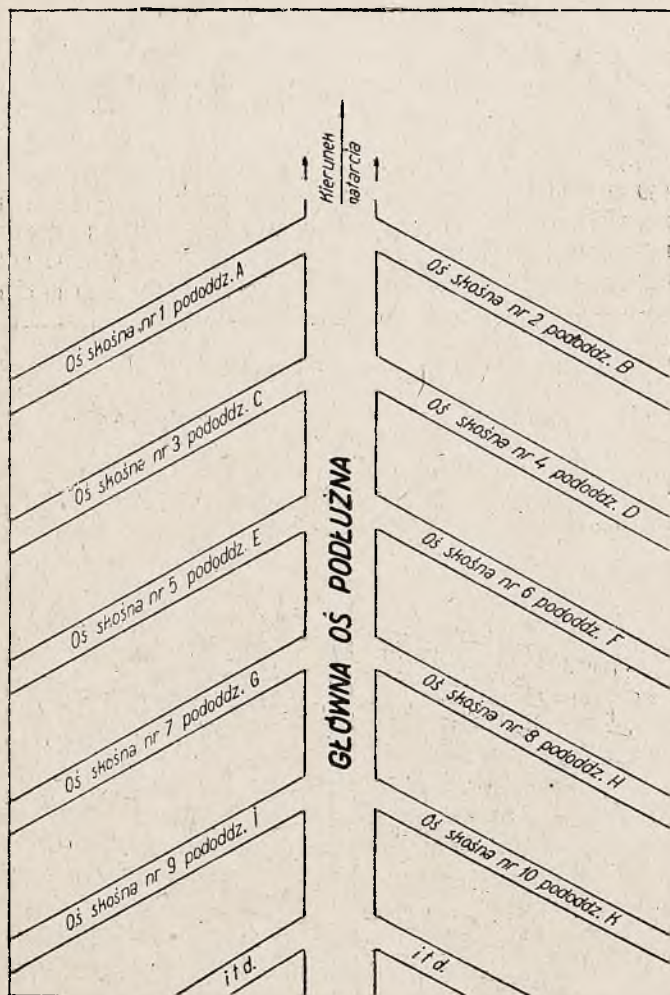 Kierunek
natarcia
Oś skośna nr 1 pododdz. A
Oś skośna nr 2 pododdz. B
Oś skośna nr 3 pododdz. C
Oś skośna nr 4 pododdz. D
Oś skośna nr 5 pododdz. E
Oś skośna nr 6 pododdz. F
Oś skośna nr 7 pododdz. G
Oś skośna nr 8 pododdz. H
Oś skośna nr 9 pododdz. İ
Oś skośna nr 10 pododdz. K
GŁÓWNA OŚ PODŁUŻNA
itd.
itd.